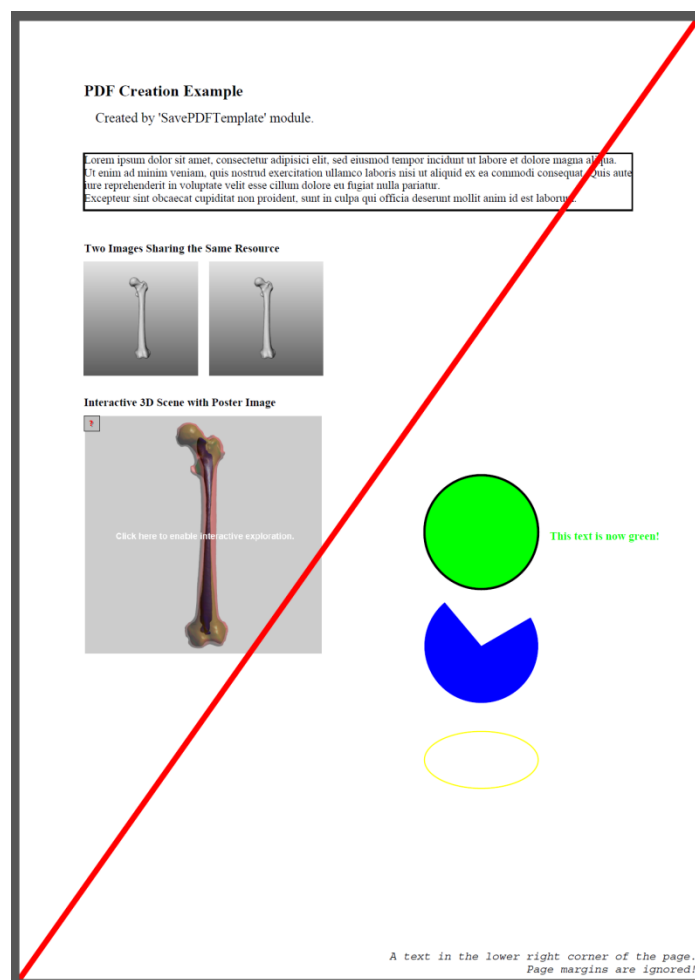 PDF Creation Example
Created by 'SavePDFTemplate' module.
Lorem ipsum dolor sit amet, consectetur adipisici elit, sed eiusmod tempor incidunt ut labore et dolore magna aliqua.
Ut enim ad minim veniam, quis nostrud exercitation ullamco laboris nisi ut aliquid ex ea commodi consequat. Quis aute
iure reprehenderit in voluptate velit esse cillum dolore eu fugiat nulla pariatur.
Excepteur sint obcaecat cupiditat non proident, sunt in culpa qui officia deserunt mollit anim id est laborum.
Two Images Sharing the Same Resource
Interactive 3D Scene with Poster Image
?
Click here to enable interactive exploration.
This text is now green!
A text in the lower right corner of the page.
Page margins are ignored!